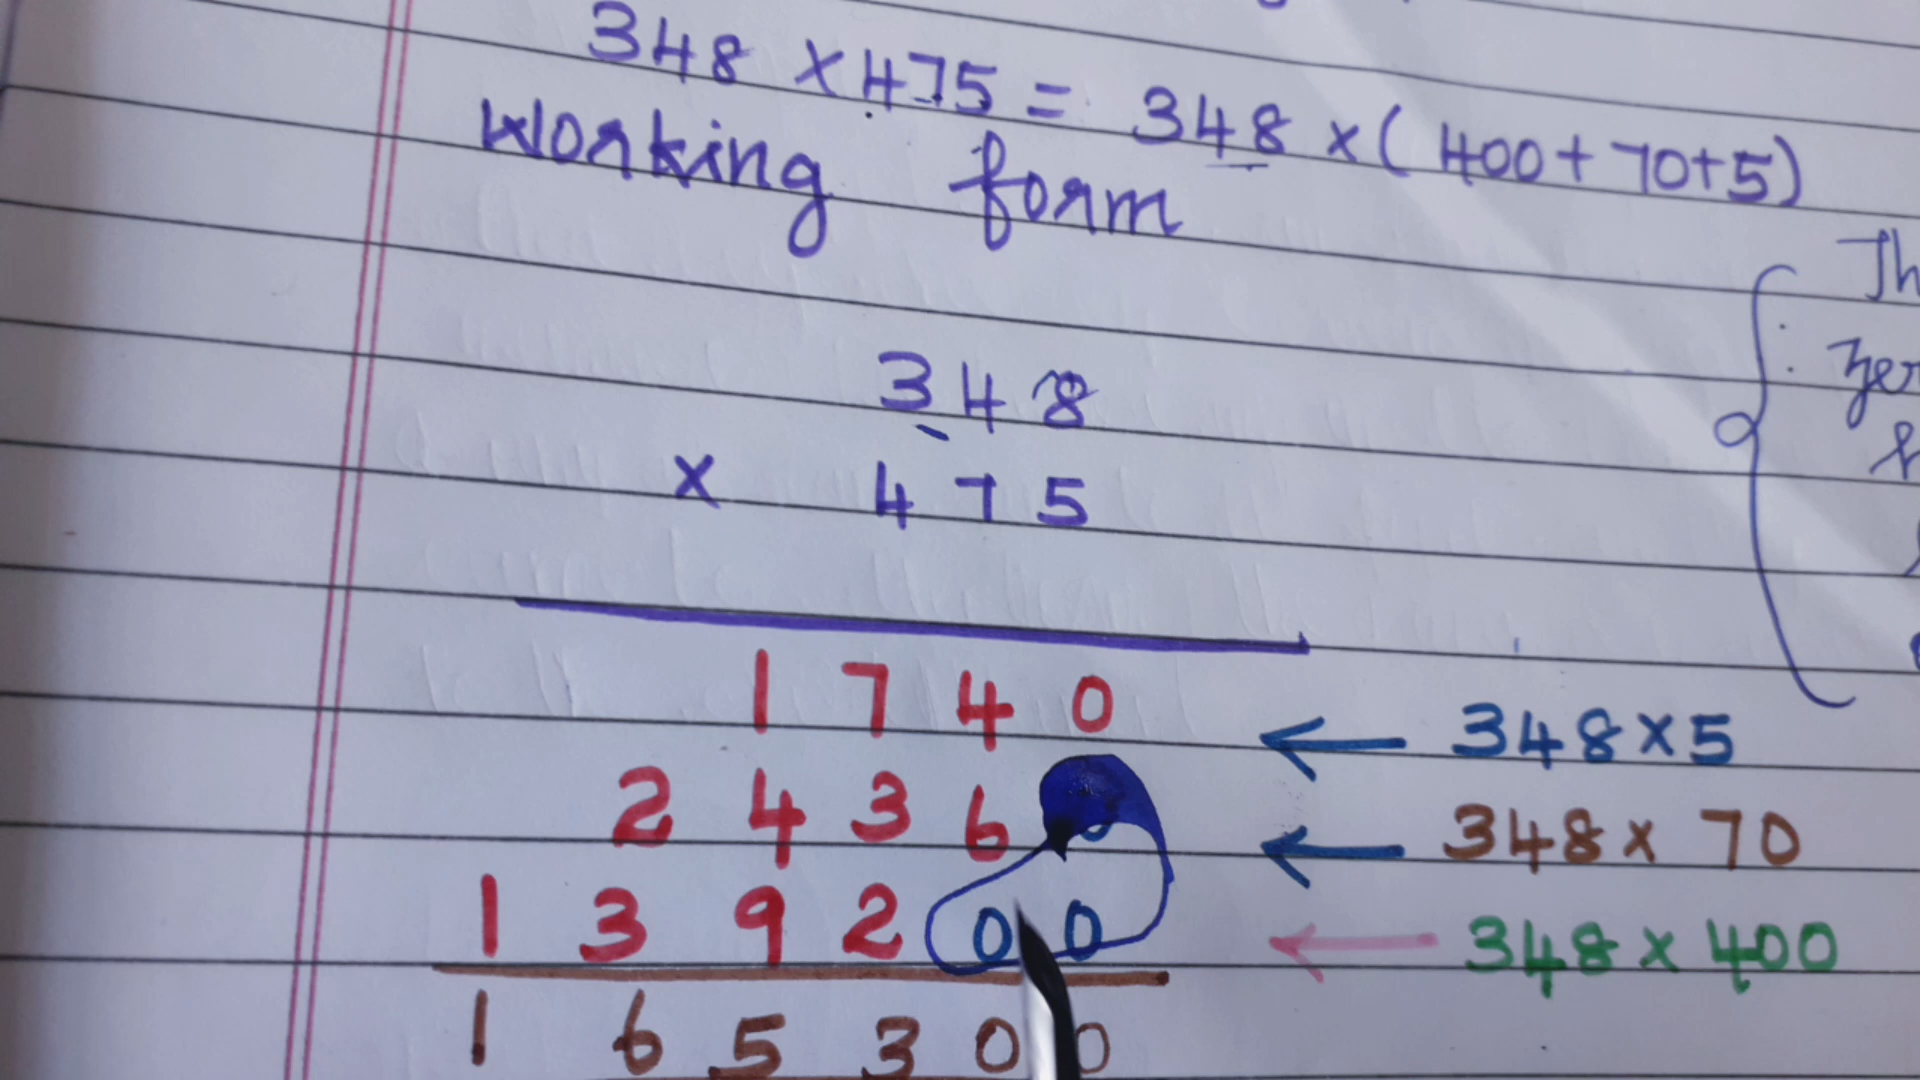 348 × 475 = 348 × (400 + 70 + 5)
Working form
348
× 475
1740 ← 348 × 5
24360 ← 348 × 70
139200 ← 348 × 400
165300